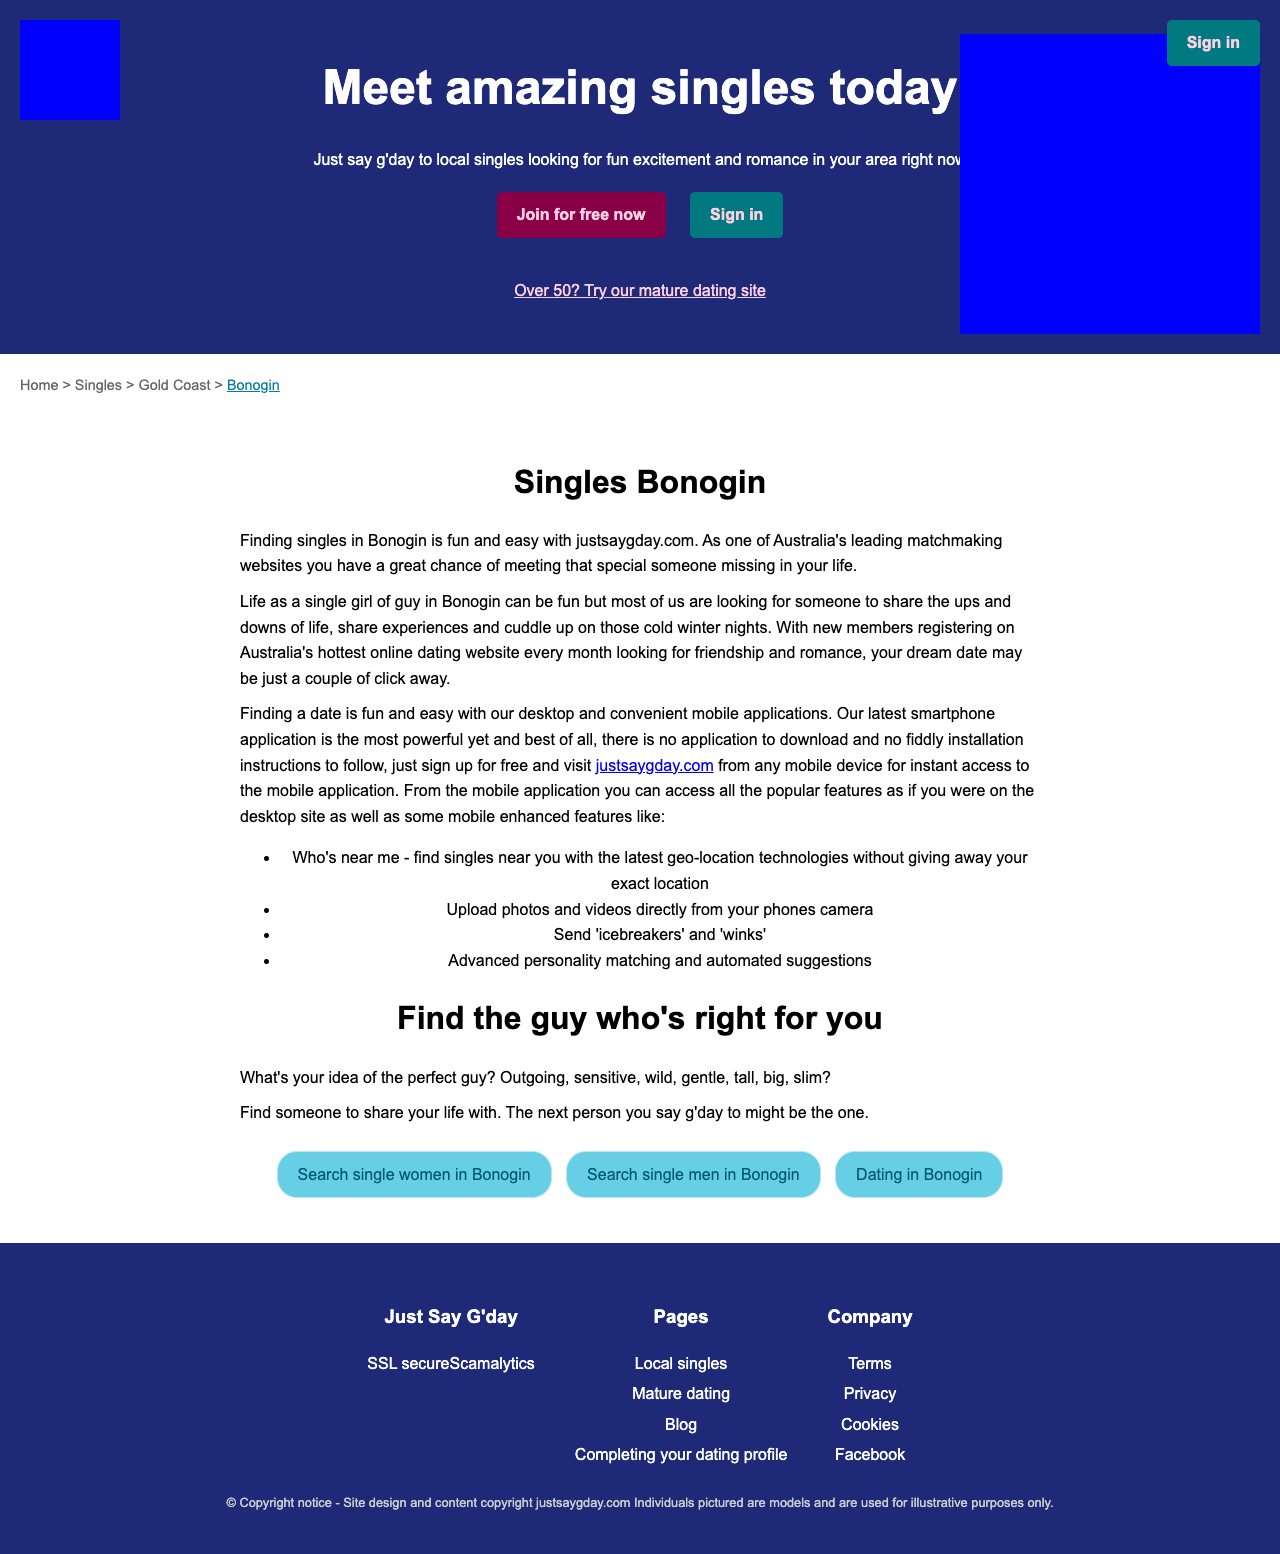 Sign in
Meet amazing singles today
Just say g'day to local singles looking for fun excitement and romance in your area right now
Join for free now
Sign in
Over 50? Try our mature dating site
Home > Singles > Gold Coast > Bonogin
Singles Bonogin
Finding singles in Bonogin is fun and easy with justsaygday.com. As one of Australia's leading matchmaking
websites you have a great chance of meeting that special someone missing in your life.
Life as a single girl of guy in Bonogin can be fun but most of us are looking for someone to share the ups and
downs of life, share experiences and cuddle up on those cold winter nights. With new members registering on
Australia's hottest online dating website every month looking for friendship and romance, your dream date may
be just a couple of click away.
Finding a date is fun and easy with our desktop and convenient mobile applications. Our latest smartphone
application is the most powerful yet and best of all, there is no application to download and no fiddly installation
instructions to follow, just sign up for free and visit justsaygday.com from any mobile device for instant access to
the mobile application. From the mobile application you can access all the popular features as if you were on the
desktop site as well as some mobile enhanced features like:
• Who's near me - find singles near you with the latest geo-location technologies without giving away your
exact location
• Upload photos and videos directly from your phones camera
• Send 'icebreakers' and 'winks'
• Advanced personality matching and automated suggestions
Find the guy who's right for you
What's your idea of the perfect guy? Outgoing, sensitive, wild, gentle, tall, big, slim?
Find someone to share your life with. The next person you say g'day to might be the one.
Search single women in Bonogin
Search single men in Bonogin
Dating in Bonogin
Just Say G'day
SSL secureScamalytics
Pages
Local singles
Mature dating
Blog
Completing your dating profile
Company
Terms
Privacy
Cookies
Facebook
© Copyright notice - Site design and content copyright justsaygday.com Individuals pictured are models and are used for illustrative purposes only.